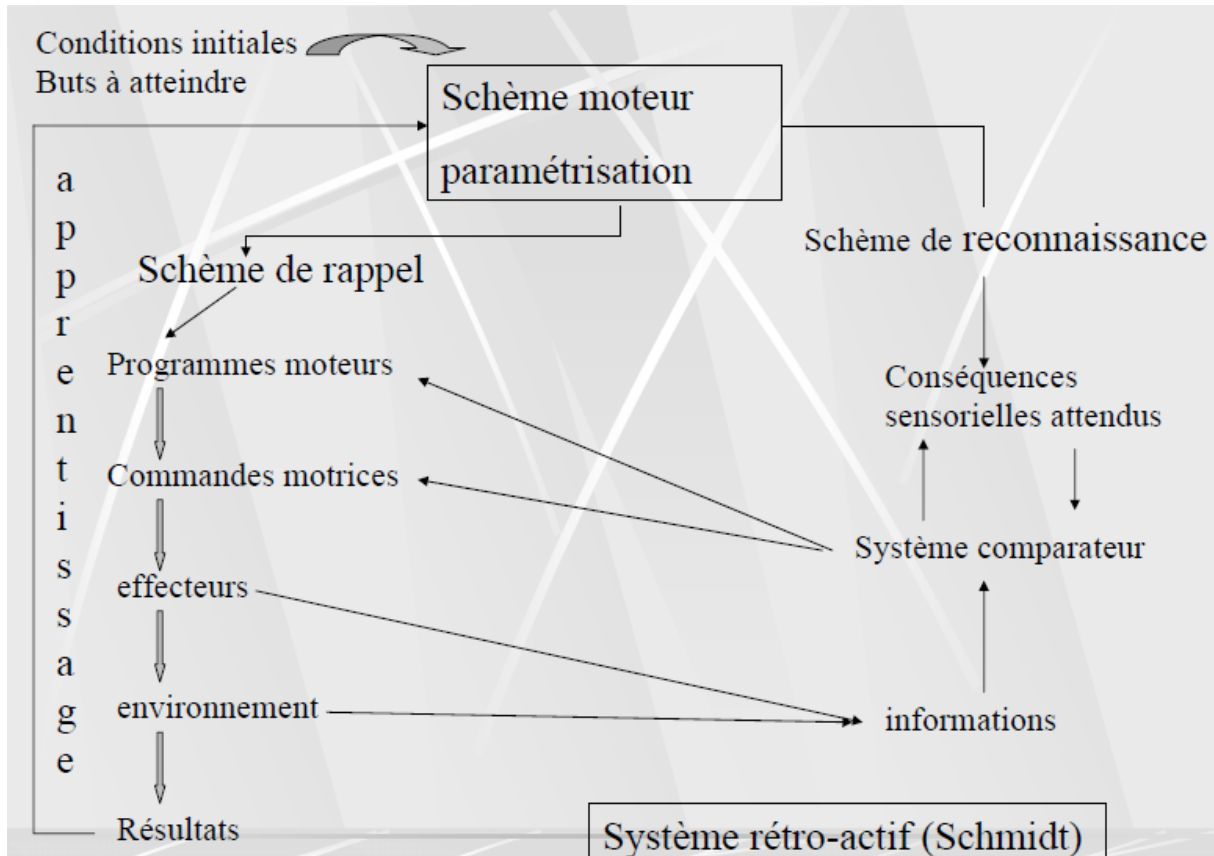 Conditions initiales
Buts à atteindre
Schème moteur
paramétrisation
apprentissage
Schème de rappel
Schème de reconnaissance
Programmes moteurs
Conséquences
sensorielles attendus
Commandes motrices
Système comparateur
effecteurs
environnement
informations
Résultats
Système rétro-actif (Schmidt)